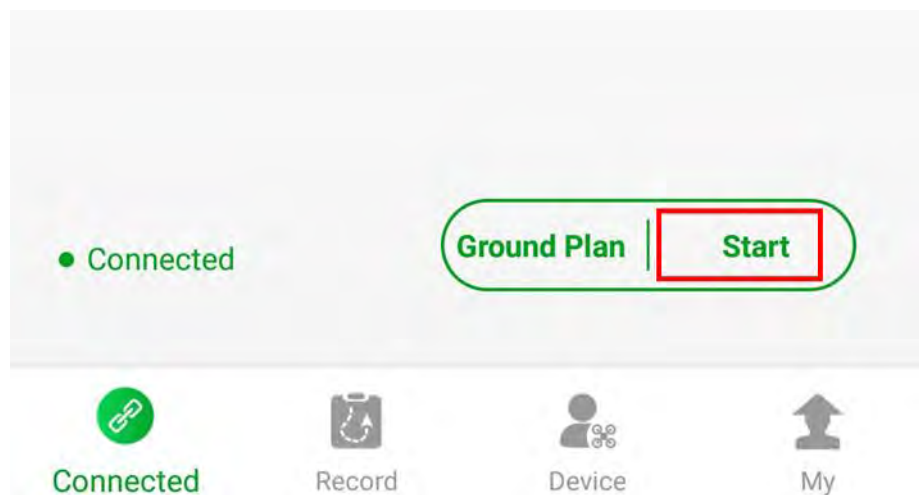 Connected
Ground Plan
Start
Connected
Record
Device
My